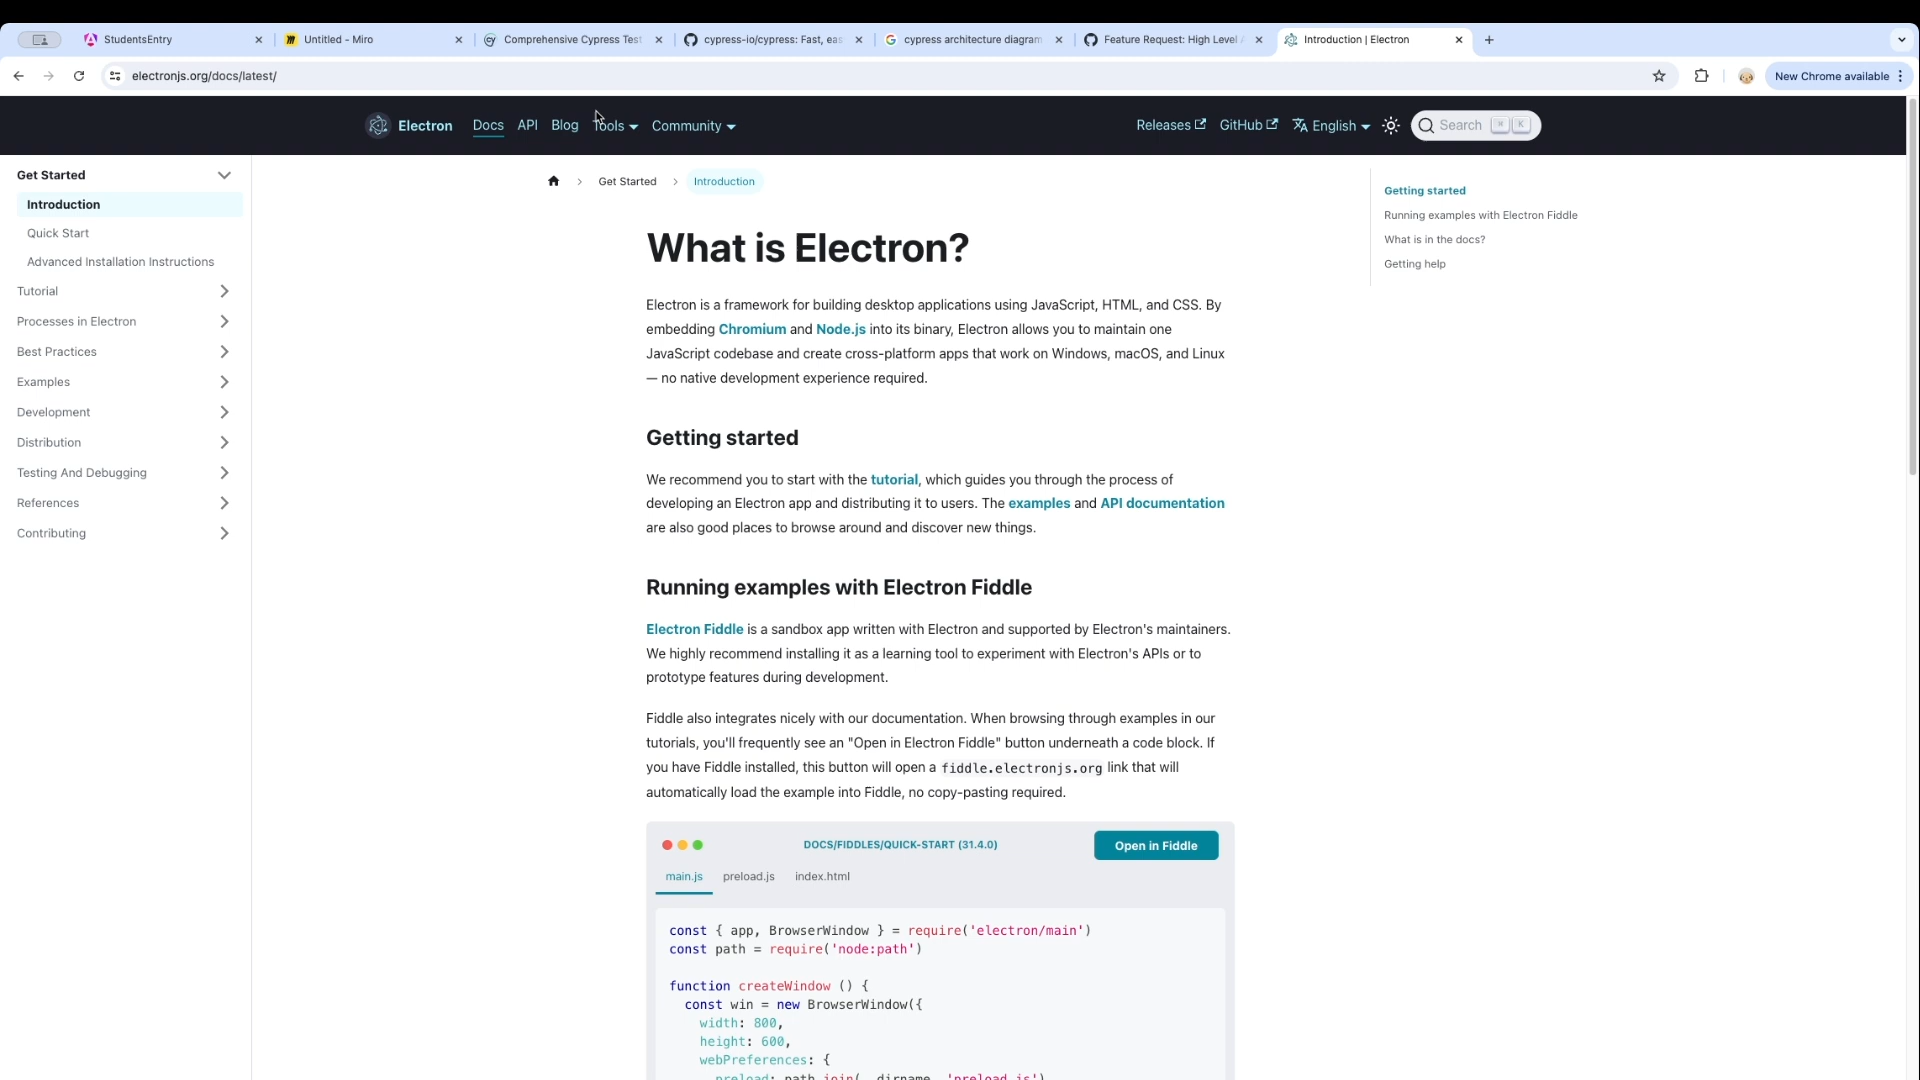 StudentsEntry
Untitled - Miro
Comprehensive Cypress Test
cypress-io/cypress: Fast, eas
cypress architecture diagram
Feature Request: High Level A
Introduction | Electron
electronjs.org/docs/latest/
New Chrome available
Electron
Docs
API
Blog
Tools
Community
Releases
GitHub
English
Search
⌘ K
Get Started
Introduction
Quick Start
Advanced Installation Instructions
Tutorial
Processes in Electron
Best Practices
Examples
Development
Distribution
Testing And Debugging
References
Contributing
Get Started
Introduction
What is Electron?
Electron is a framework for building desktop applications using JavaScript, HTML, and CSS. By
embedding Chromium and Node.js into its binary, Electron allows you to maintain one
JavaScript codebase and create cross-platform apps that work on Windows, macOS, and Linux
— no native development experience required.
Getting started
We recommend you to start with the tutorial, which guides you through the process of
developing an Electron app and distributing it to users. The examples and API documentation
are also good places to browse around and discover new things.
Running examples with Electron Fiddle
Electron Fiddle is a sandbox app written with Electron and supported by Electron's maintainers.
We highly recommend installing it as a learning tool to experiment with Electron's APIs or to
prototype features during development.
Fiddle also integrates nicely with our documentation. When browsing through examples in our
tutorials, you'll frequently see an "Open in Electron Fiddle" button underneath a code block. If
you have Fiddle installed, this button will open a fiddle.electronjs.org link that will
automatically load the example into Fiddle, no copy-pasting required.
DOCS/FIDDLES/QUICK-START (31.4.0)
Open in Fiddle
main.js
preload.js
index.html
const { app, BrowserWindow } = require('electron/main')
const path = require('node:path')
function createWindow () {
const win = new BrowserWindow({
width: 800,
height: 600,
webPreferences: {
preload: path.join(__dirname, 'preload.js')
Getting started
Running examples with Electron Fiddle
What is in the docs?
Getting help